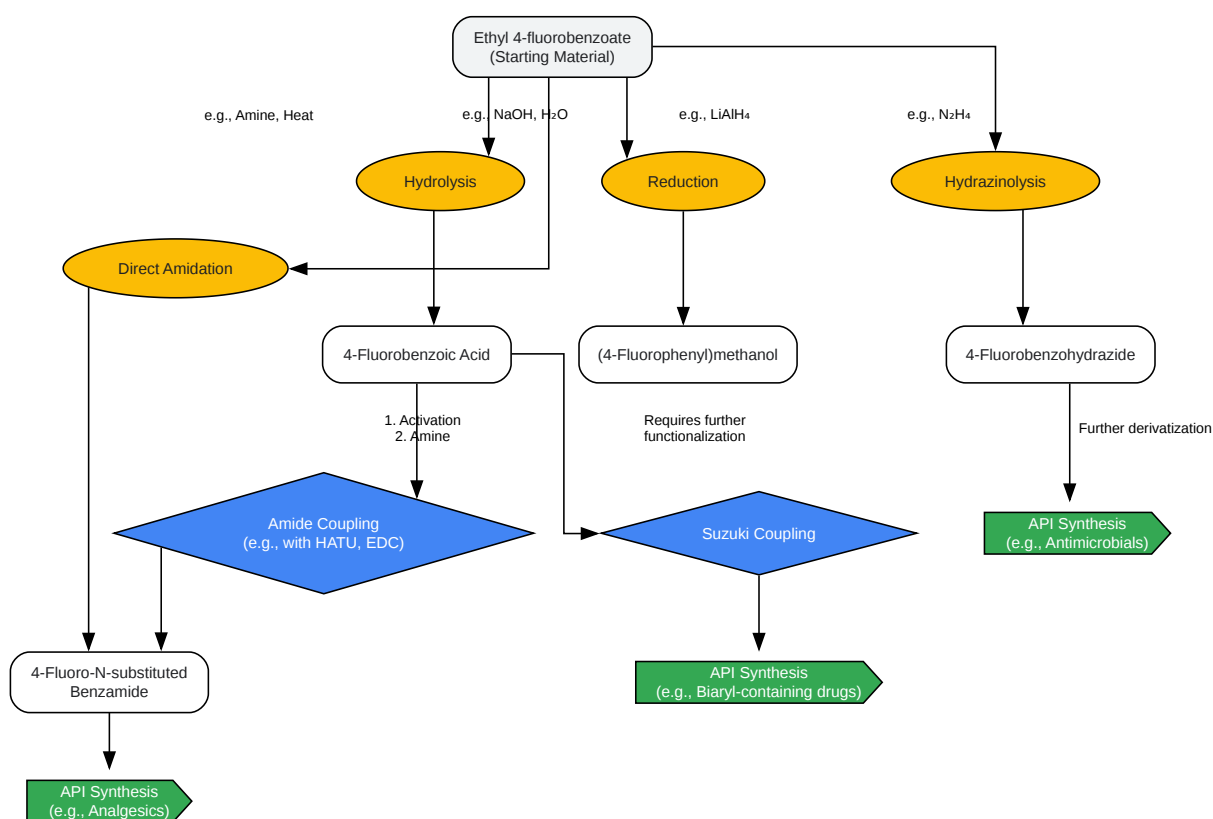 Ethyl 4-fluorobenzoate
(Starting Material)
e.g., Amine, Heat
e.g., NaOH, H₂O
e.g., LiAlH₄
e.g., N₂H₄
Hydrolysis
Reduction
Hydrazinolysis
Direct Amidation
4-Fluorobenzoic Acid
(4-Fluorophenyl)methanol
4-Fluorobenzohydrazide
1. Activation
2. Amine
Requires further
functionalization
Further derivatization
Amide Coupling
(e.g., with HATU, EDC)
Suzuki Coupling
API Synthesis
(e.g., Antimicrobials)
4-Fluoro-N-substituted
Benzamide
API Synthesis
(e.g., Biaryl-containing drugs)
API Synthesis
(e.g., Analgesics)